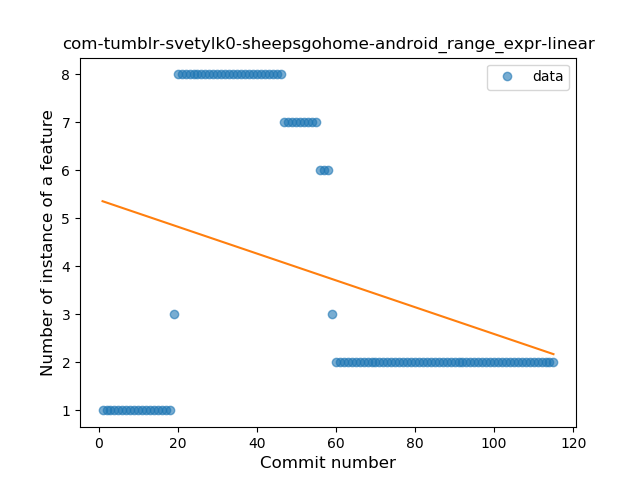 com-tumblr-svetylk0-sheepsgohome-android_range_expr-linear
data
Number of instance of a feature
8
7
6
5
4
3
2
1
0 20 40 60 80 100 120
Commit number